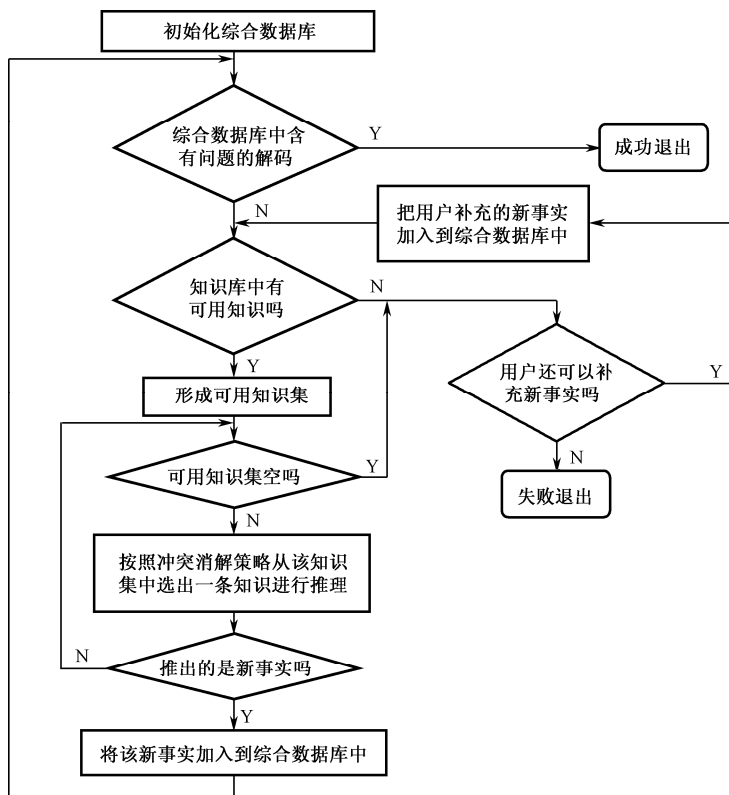 初始化综合数据库
综合数据库中含
有问题的解码
Y
成功退出
N
把用户补充的新事实
加入到综合数据库中
知识库中有
可用知识吗
N
Y
用户还可以补
充新事实吗
Y
形成可用知识集
可用知识集空吗
Y
N
失败退出
N
按照冲突消解策略从该知识
集中选出一条知识进行推理
N
推出的是新事实吗
Y
将该新事实加入到综合数据库中